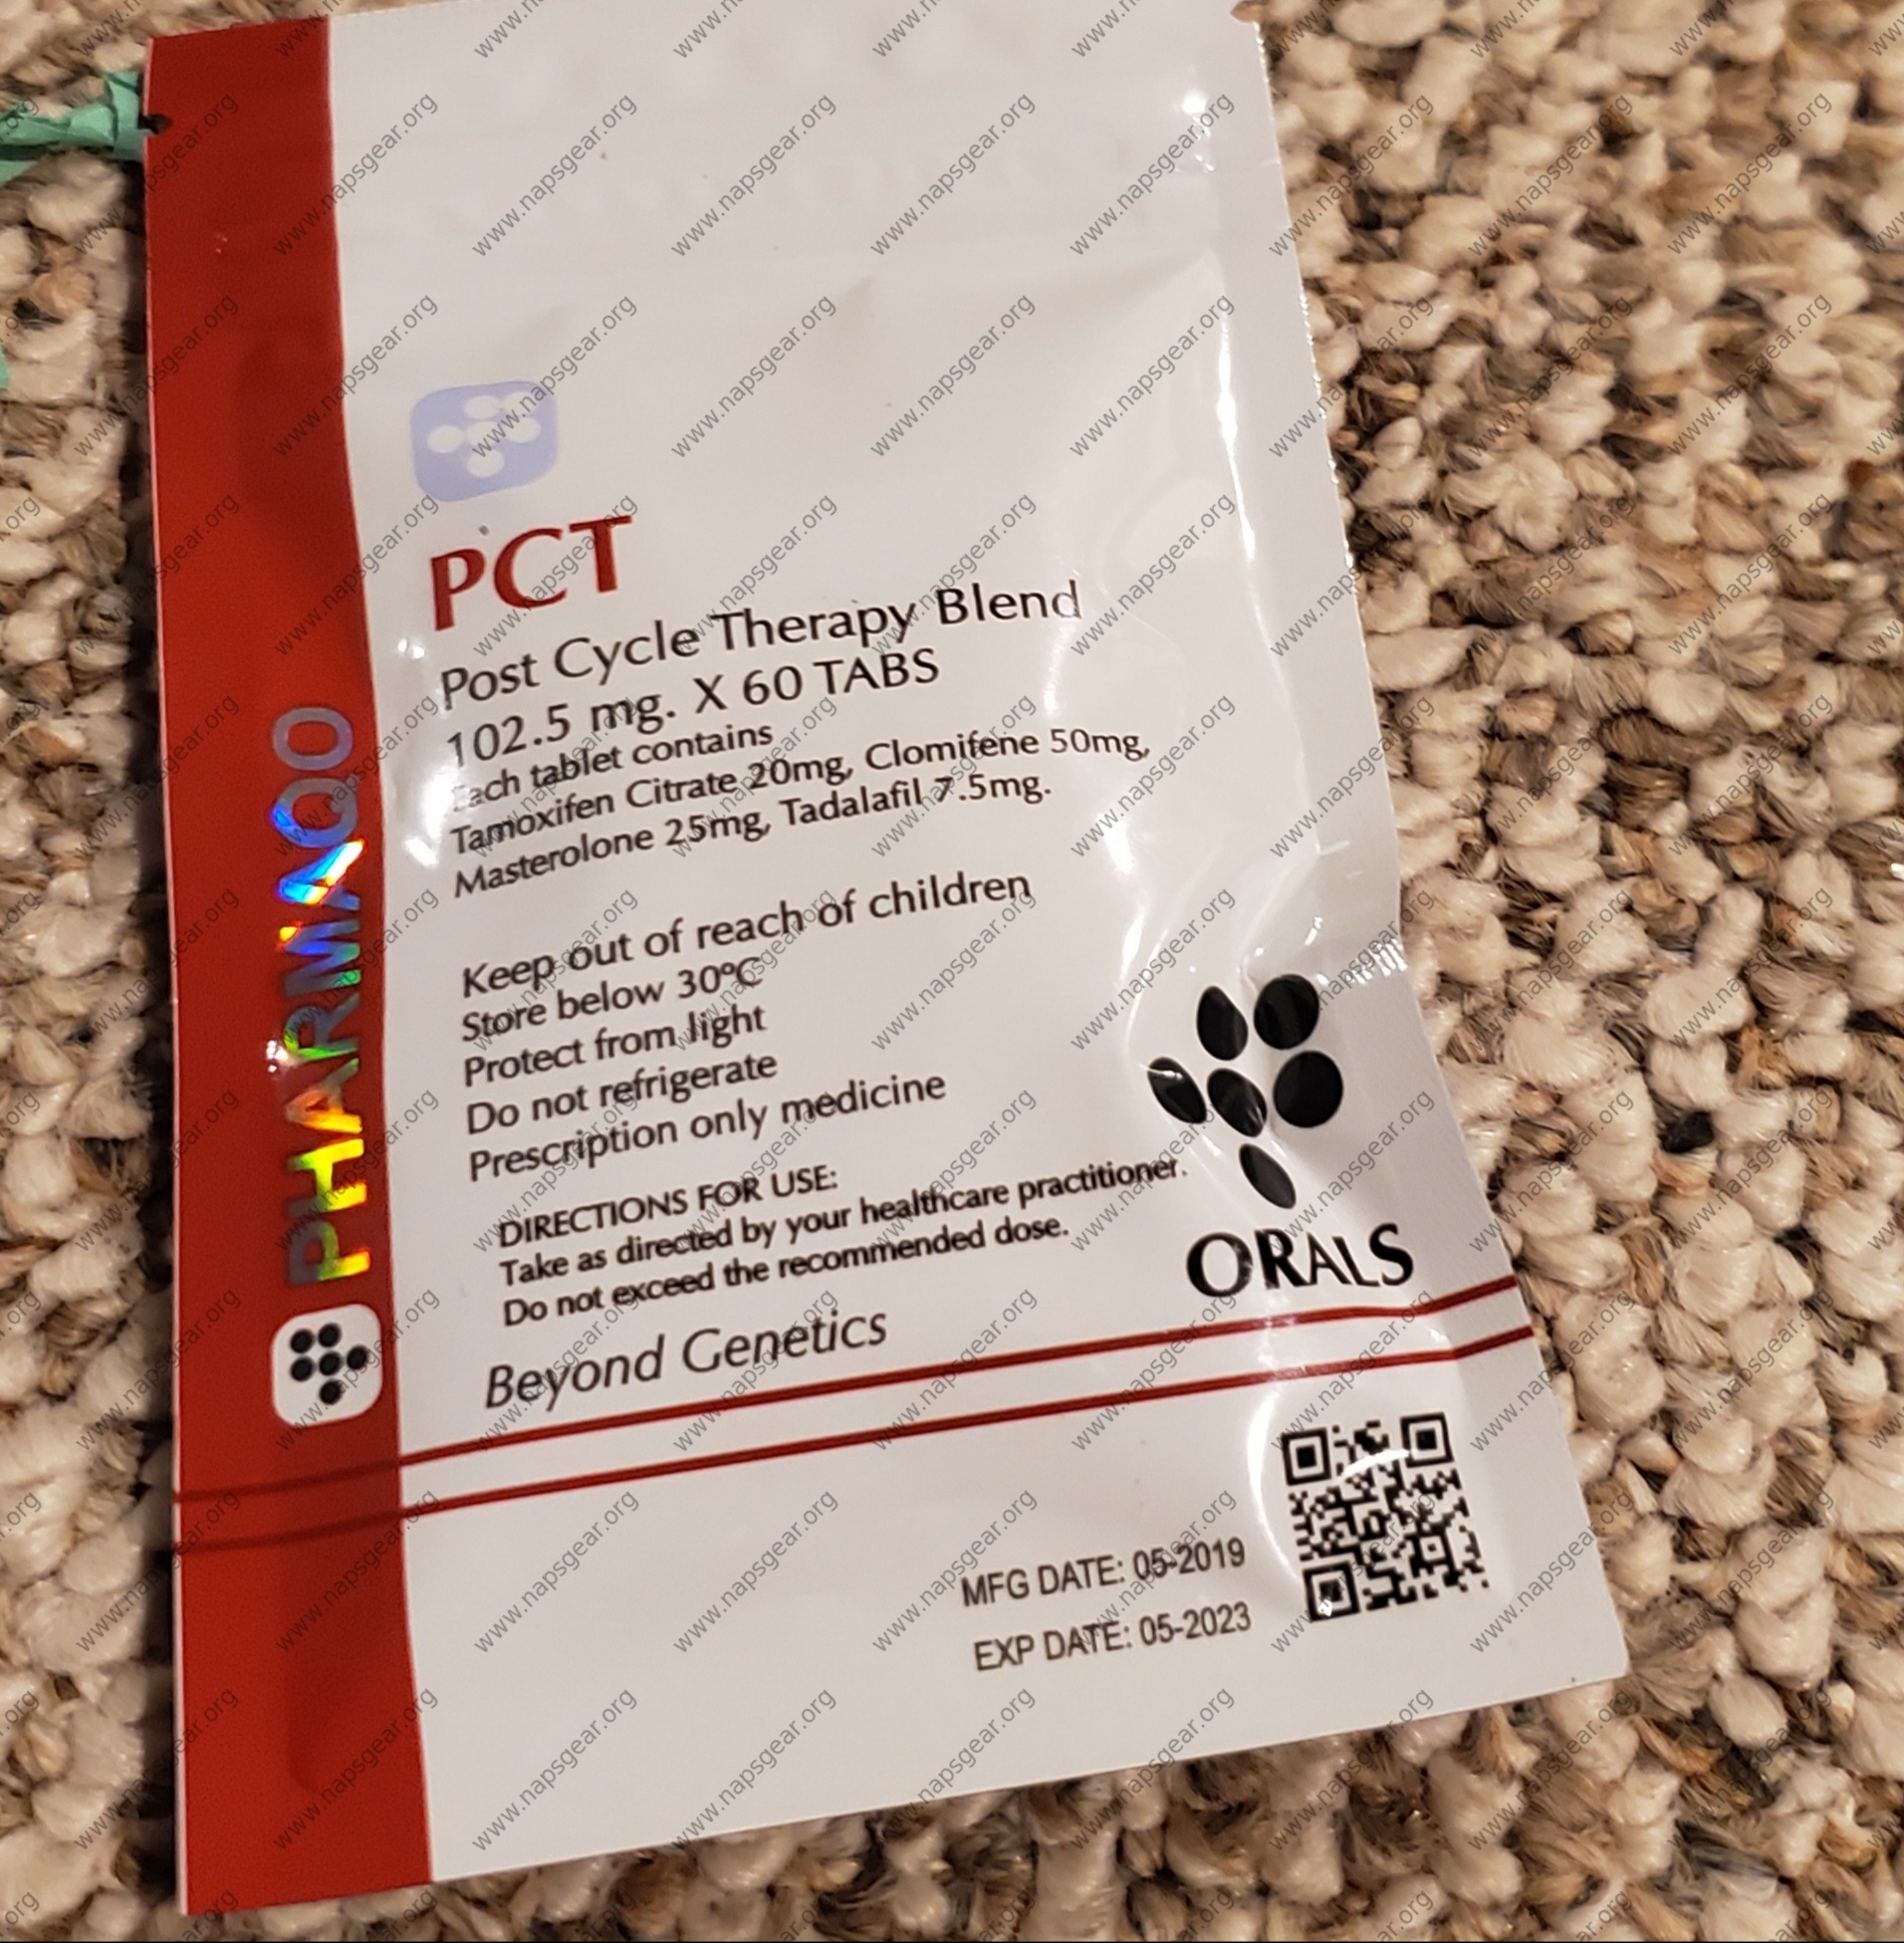 PHARMAQO
PCT
Post Cycle Therapy Blend
102.5 mg. X 60 TABS
Each tablet contains
Tamoxifen Citrate 20mg, Clomifene 50mg,
Masterolone 25mg, Tadalafil 7.5mg.
Keep out of reach of children
Store below 30ºC
Protect from light
Do not refrigerate
Prescription only medicine
DIRECTIONS FOR USE:
Take as directed by your healthcare practitioner.
Do not exceed the recommended dose.
ORALS
Beyond Genetics
MFG DATE: 05-2019
EXP DATE: 05-2023
www.napsgear.org